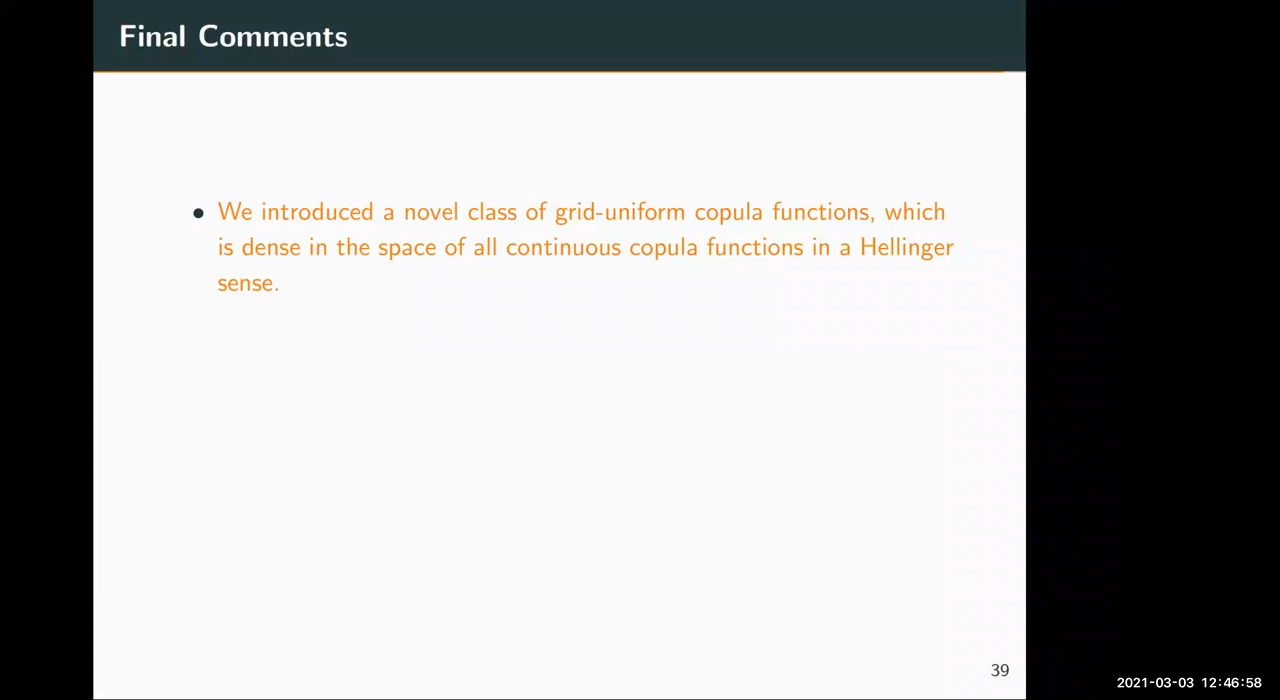 Final Comments
• We introduced a novel class of grid-uniform copula functions, which
is dense in the space of all continuous copula functions in a Hellinger
sense.
39
2021-03-03 12:46:58